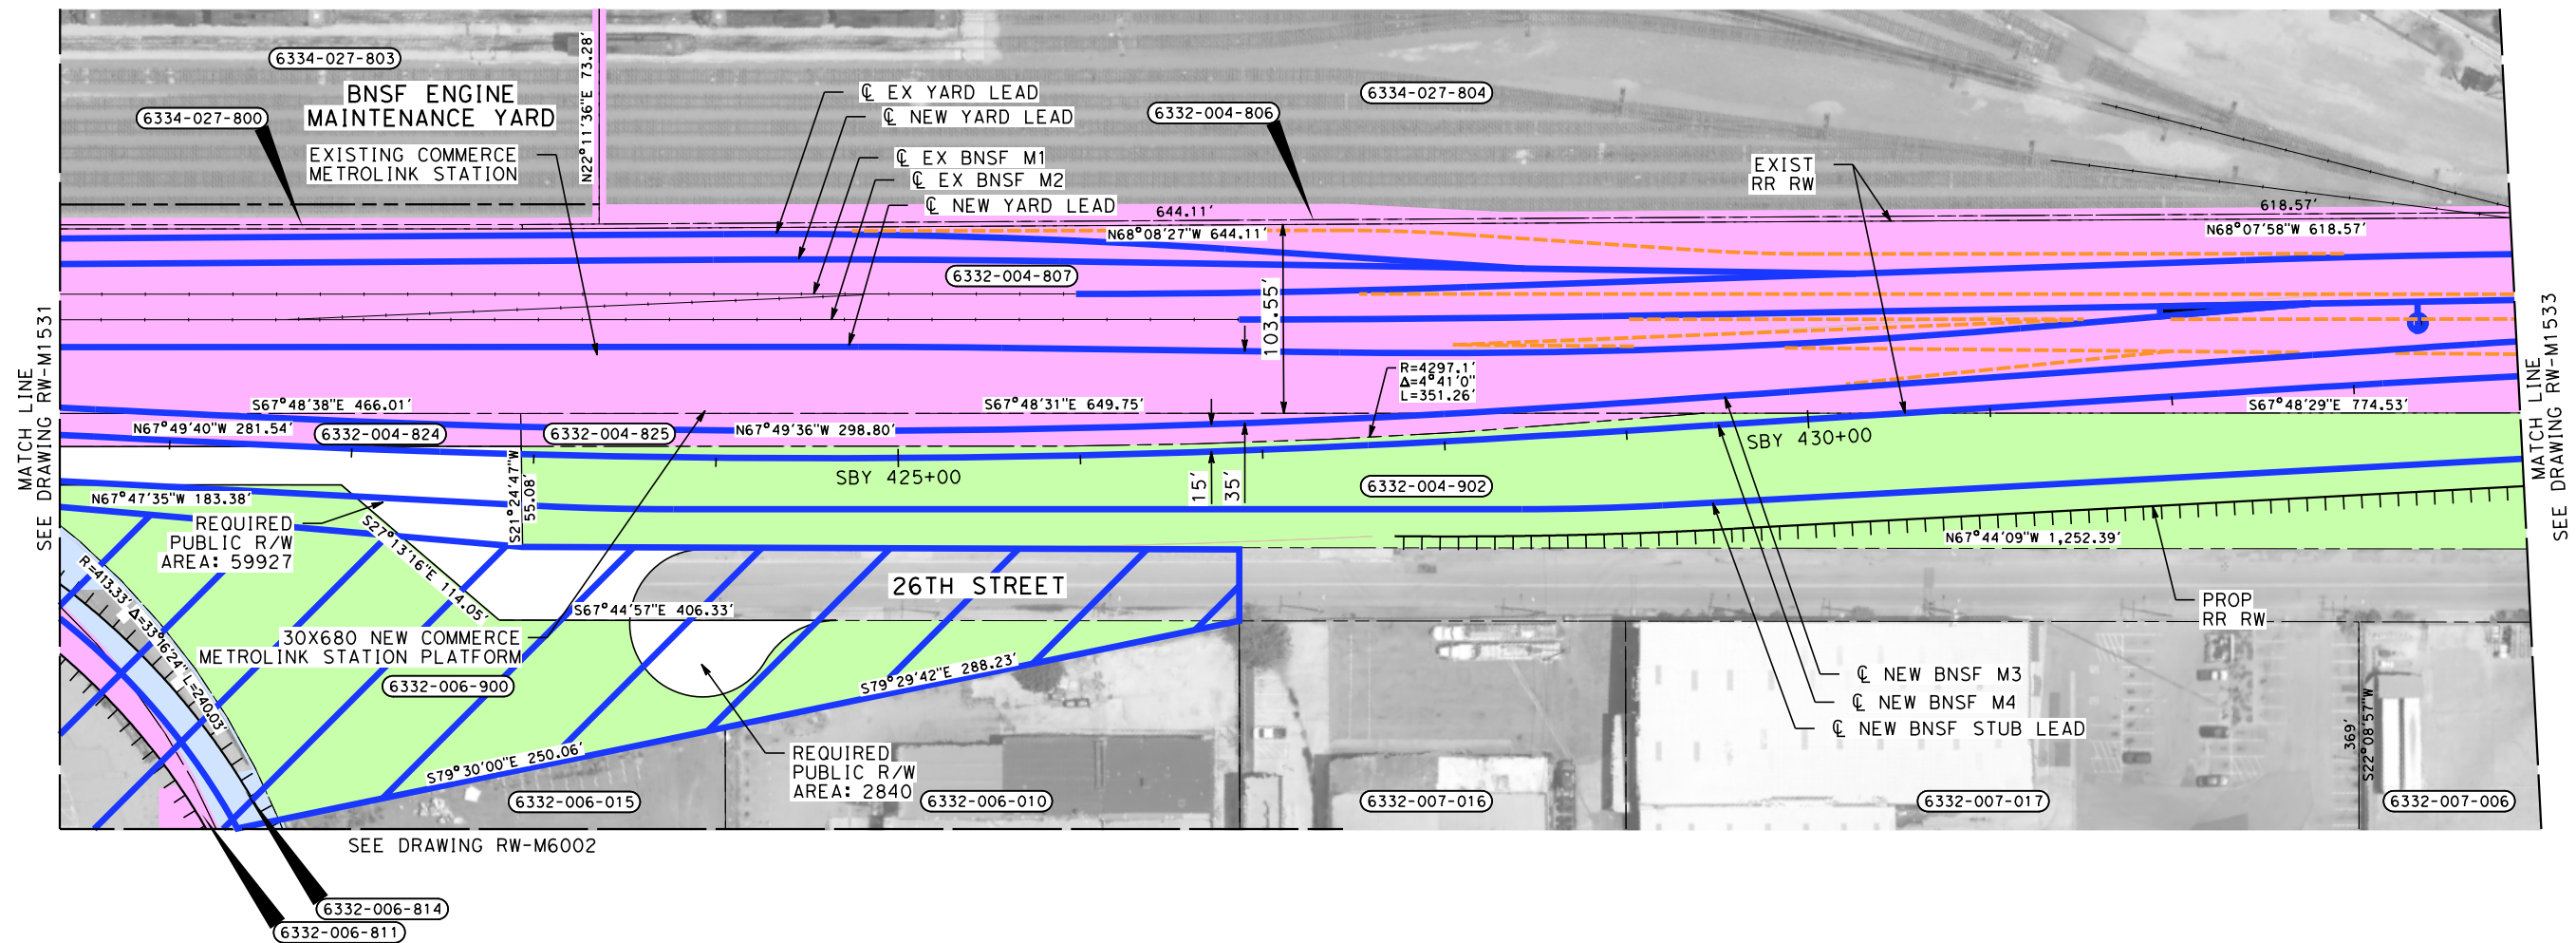 6334-027-803
BNSF ENGINE
MAINTENANCE YARD
6334-027-800
N22°11'36"E 73.28'
EXISTING COMMERCE
METROLINK STATION
℄ EX YARD LEAD
℄ NEW YARD LEAD
℄ EX BNSF M1
℄ EX BNSF M2
℄ NEW YARD LEAD
6332-004-806
6334-027-804
EXIST
RR RW
644.11'
618.57'
N68°08'27"W 644.11'
N68°07'58"W 618.57'
6332-004-807
103.55'
R=4297.1'
Δ=4°41'0"
L=351.26'
MATCH LINE
SEE DRAWING RW-M1531
MATCH LINE
SEE DRAWING RW-M1533
S67°48'38"E 466.01'
S67°48'31"E 649.75'
S67°48'29"E 774.53'
N67°49'40"W 281.54'
6332-004-824
6332-004-825
N67°49'36"W 298.80'
SBY 430+00
SBY 425+00
S21°24'47"W
55.08'
15'
35'
6332-004-902
N67°47'35"W 183.38'
REQUIRED
PUBLIC R/W
AREA: 59927
S27°13'16"E 114.05'
N67°44'09"W 1,252.39'
26TH STREET
R=413.33' Δ=33°16'24" L=240.03'
S67°44'57"E 406.33'
PROP
RR RW
30X680 NEW COMMERCE
METROLINK STATION PLATFORM
6332-006-900
S79°29'42"E 288.23'
℄ NEW BNSF M3
℄ NEW BNSF M4
℄ NEW BNSF STUB LEAD
369'
S22°08'57"W
S79°30'00"E 250.06'
REQUIRED
PUBLIC R/W
AREA: 2840
6332-006-015
6332-006-010
6332-007-016
6332-007-017
6332-007-006
SEE DRAWING RW-M6002
6332-006-814
6332-006-811